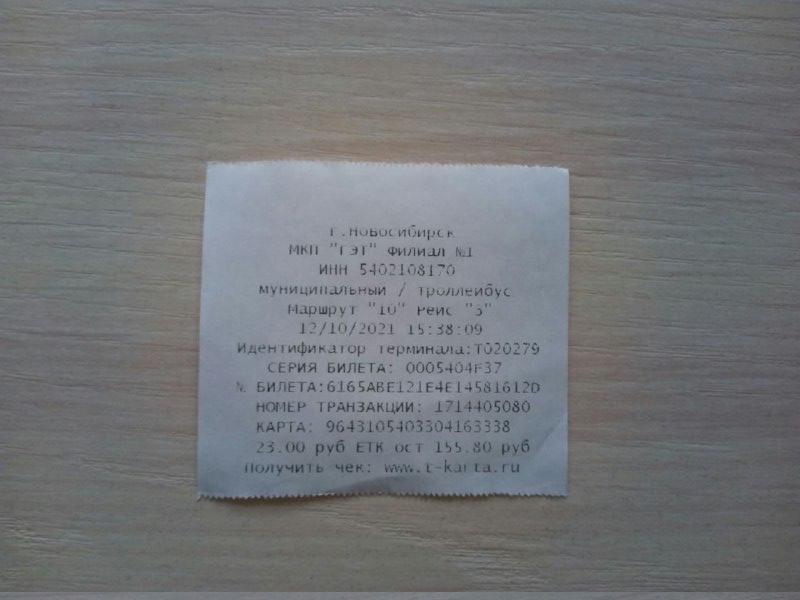 г.Новосибирск
МКП "ГЭТ" Филиал №1
ИНН 5402108170
муниципальный / троллейбус
Маршрут "10" Рейс "3"
12/10/2021 15:38:09
Идентификатор терминала:T020279
СЕРИЯ БИЛЕТА: 0005404F37
№ БИЛЕТА:6165ABE121E4E14581612D
НОМЕР ТРАНЗАКЦИИ: 1714405080
КАРТА: 9643105403304163338
23.00 руб ЕТК ост 155.80 руб
Получить чек: www.t-karta.ru